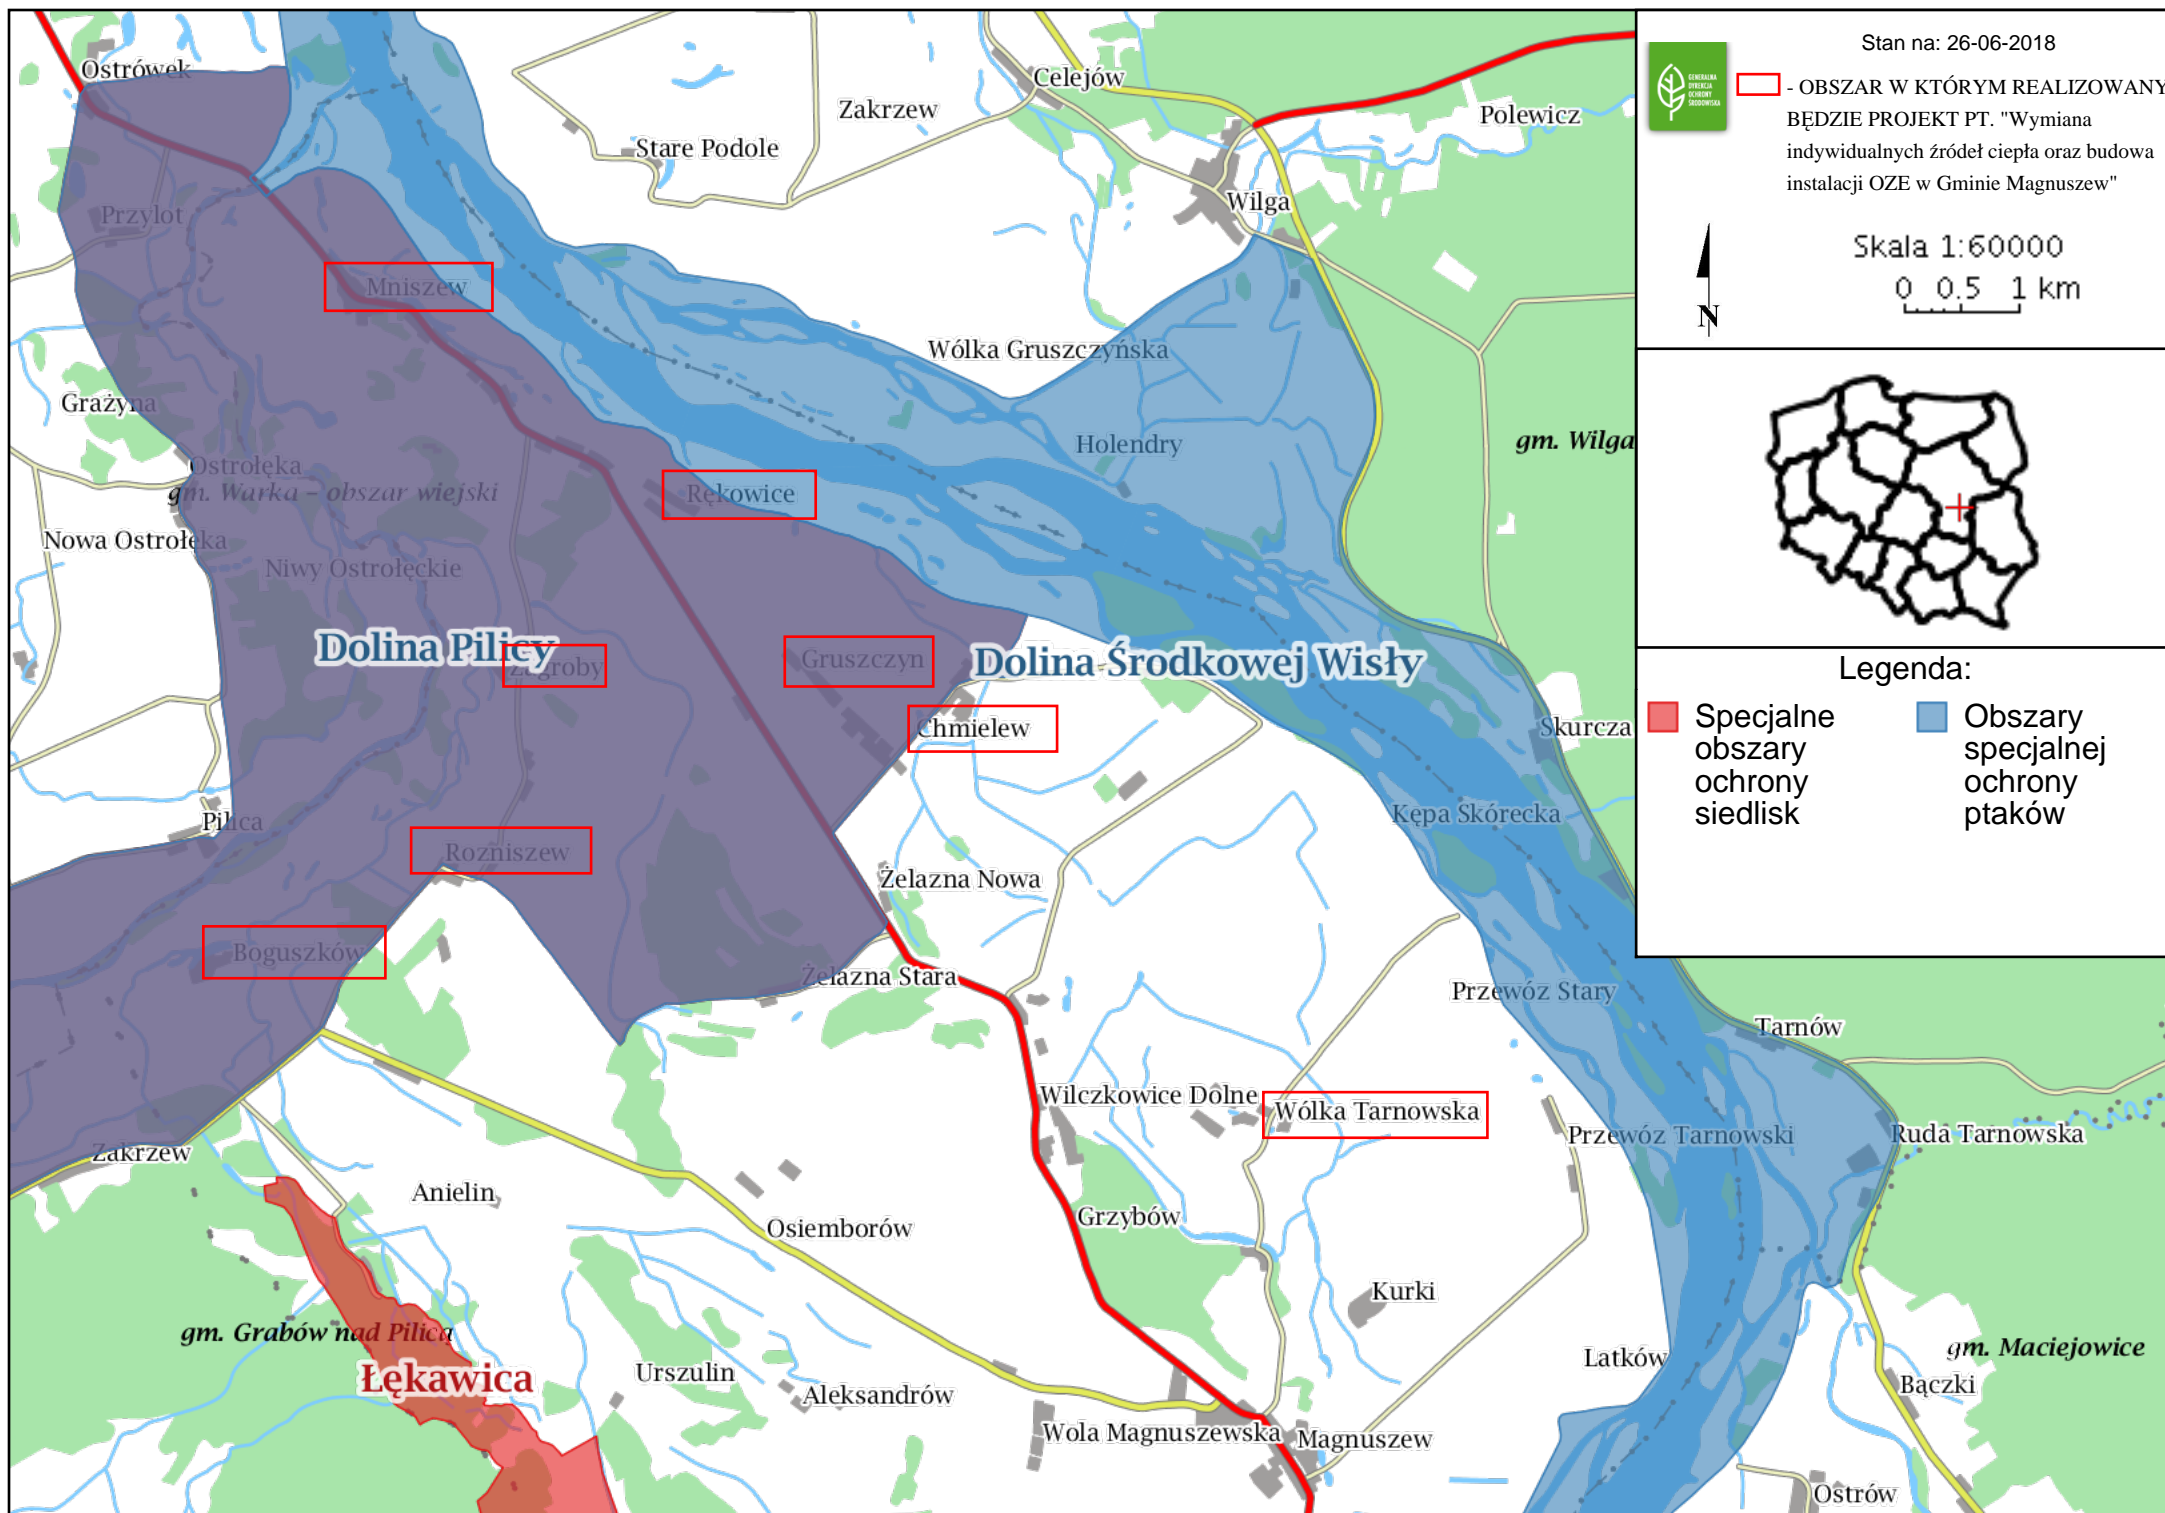 Stan na: 26-06-2018
GENERALNA
DYREKCJA
OCHRONY
ŚRODOWISKA
- OBSZAR W KTÓRYM REALIZOWANY
BĘDZIE PROJEKT PT. "Wymiana
indywidualnych źródeł ciepła oraz budowa
instalacji OZE w Gminie Magnuszew"
Skala 1:60000
0 0.5 1 km
N
Legenda:
Specjalne
obszary
ochrony
siedlisk
Obszary
specjalnej
ochrony
ptaków
Ostrówek
Celejów
Zakrzew
Polewicz
Stare Podole
Wilga
Przylot
Mniszew
Wólka Gruszczyńska
Grażyna
Holendry
gm. Wilga
Ostrołęka
gm. Warka – obszar wiejski
Rękowice
Nowa Ostrołęka
Niwy Ostrołęckie
Dolina Pilicy
Zagroby
Gruszczyn
Dolina Środkowej Wisły
Chmielew
Skurcza
Pilica
Kępa Skórecka
Rozniszew
Żelazna Nowa
Boguszków
Żelazna Stara
Przewóz Stary
Tarnów
Wilczkowice Dolne
Wólka Tarnowska
Przewóz Tarnowski
Ruda Tarnowska
Zakrzew
Anielin
Osiemborów
Grzybów
Kurki
gm. Grabów nad Pilicą
Łękawica
Urszulin
Aleksandrów
Latków
gm. Maciejowice
Bączki
Wola Magnuszewska
Magnuszew
Ostrów